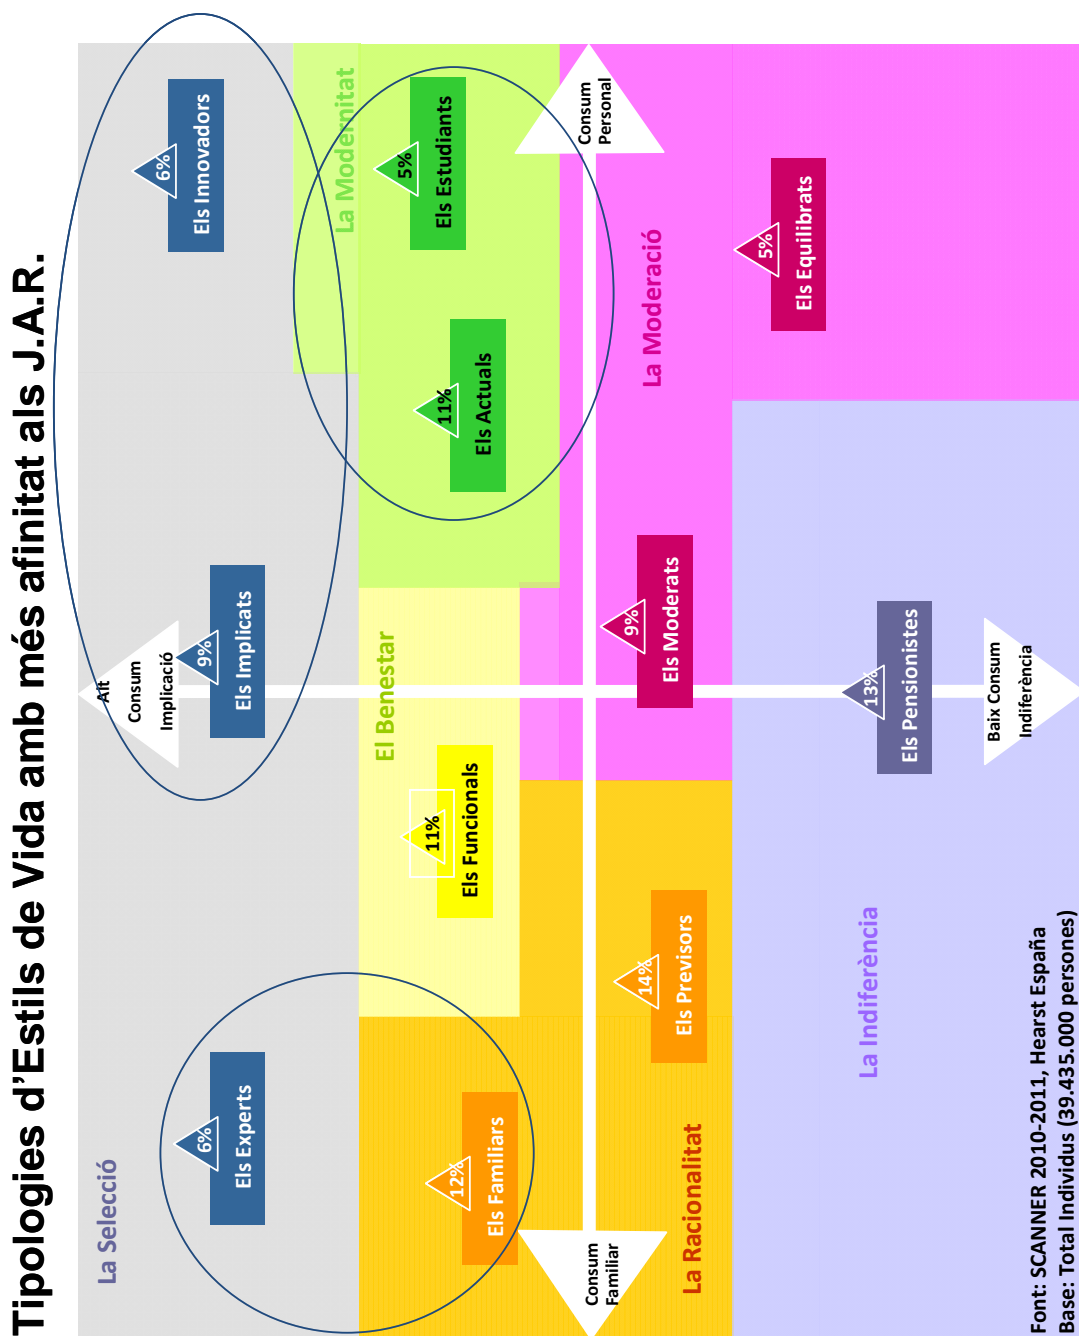 Tipologies d'Estils de Vida amb més afinitat als J.A.R.
La Selecció
6%
Els Experts
Alt
Consum
Implicació
9%
Els Implicats
6%
Els Innovadors
La Modernitat
5%
Els Estudiants
11%
Els Actuals
El Benestar
11%
Els Funcionals
12%
Els Familiars
Consum
Familiar
Consum
Personal
14%
Els Previsors
La Racionalitat
9%
Els Moderats
La Moderació
5%
Els Equilibrats
La Indiferència
13%
Els Pensionistes
Baix Consum
Indiferència
Font: SCANNER 2010-2011, Hearst España
Base: Total Individus (39.435.000 persones)